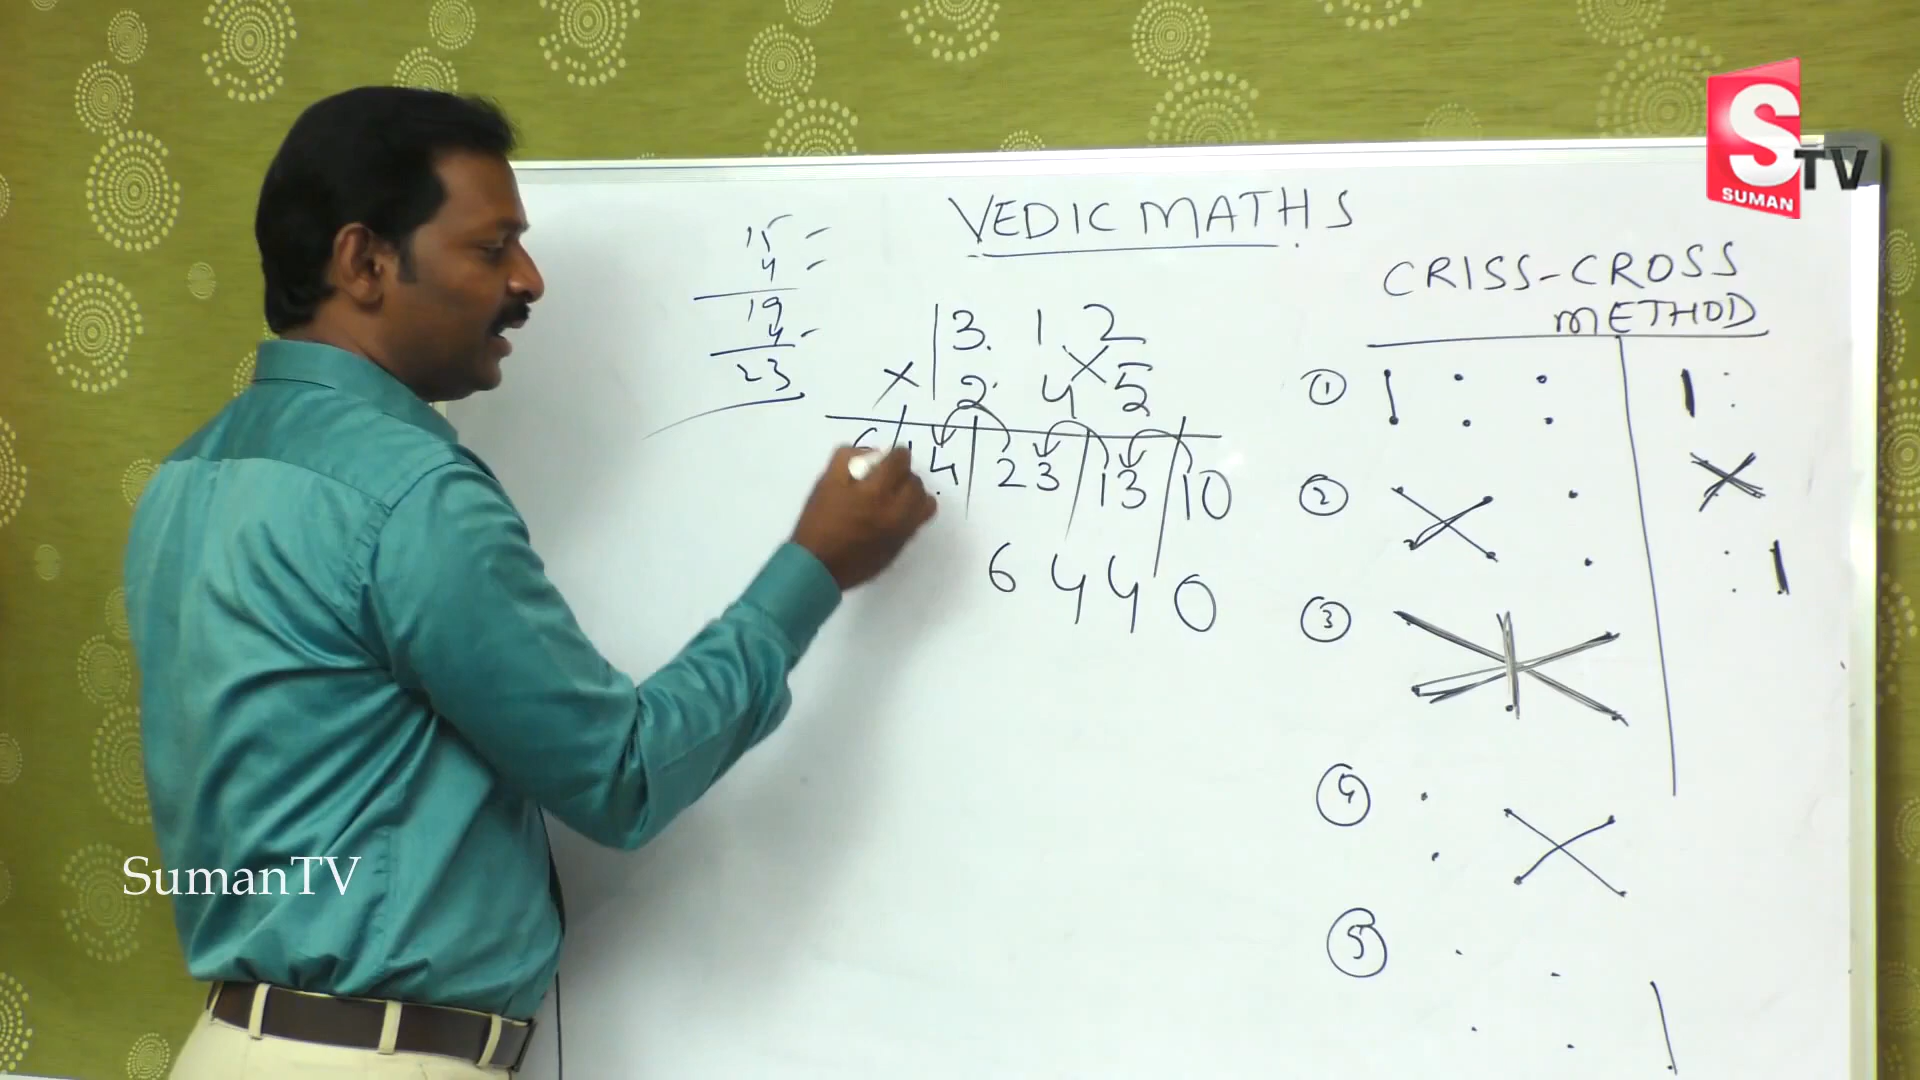 S TV
SUMAN
VEDIC MATHS
CRISS-CROSS
METHOD
15 -
4 -
19
4 -
23
3. 1 2
× 2. 4 5
6 / 14 / 23 / 13 / 10
6 4 4 0
①
②
③
④
⑤
SumanTV